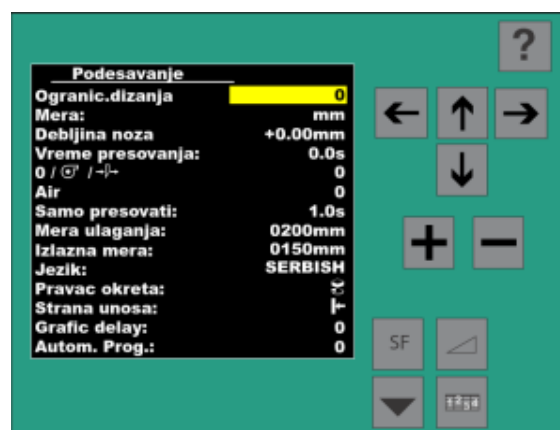 ?
Podesavanje
Ogranic.dizanja 0
Mera: mm
Debljina noza +0.00mm
Vreme presovanja: 0.0s
0 / / 0
Air 0
Samo presovati: 1.0s
Mera ulaganja: 0200mm
Izlazna mera: 0150mm
Jezik: SERBISH
Pravac okreta:
Strana unosa:
Grafic delay: 0
Autom. Prog.: 0
SF
1234